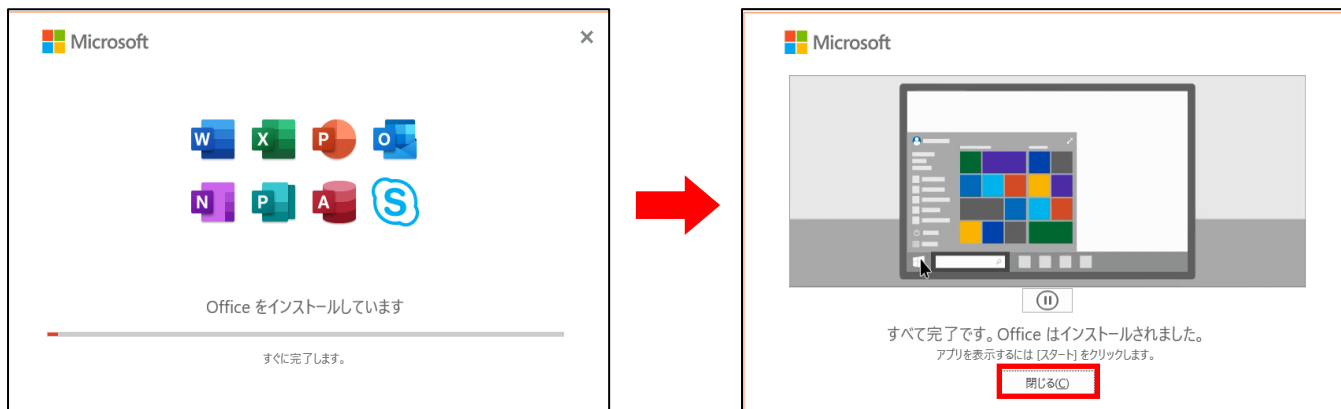 Microsoft
W X P O
N P A S
Office をインストールしています
すぐに完了します。
Microsoft
すべて完了です。Office はインストールされました。
アプリを表示するには [スタート] をクリックします。
閉じる(C)